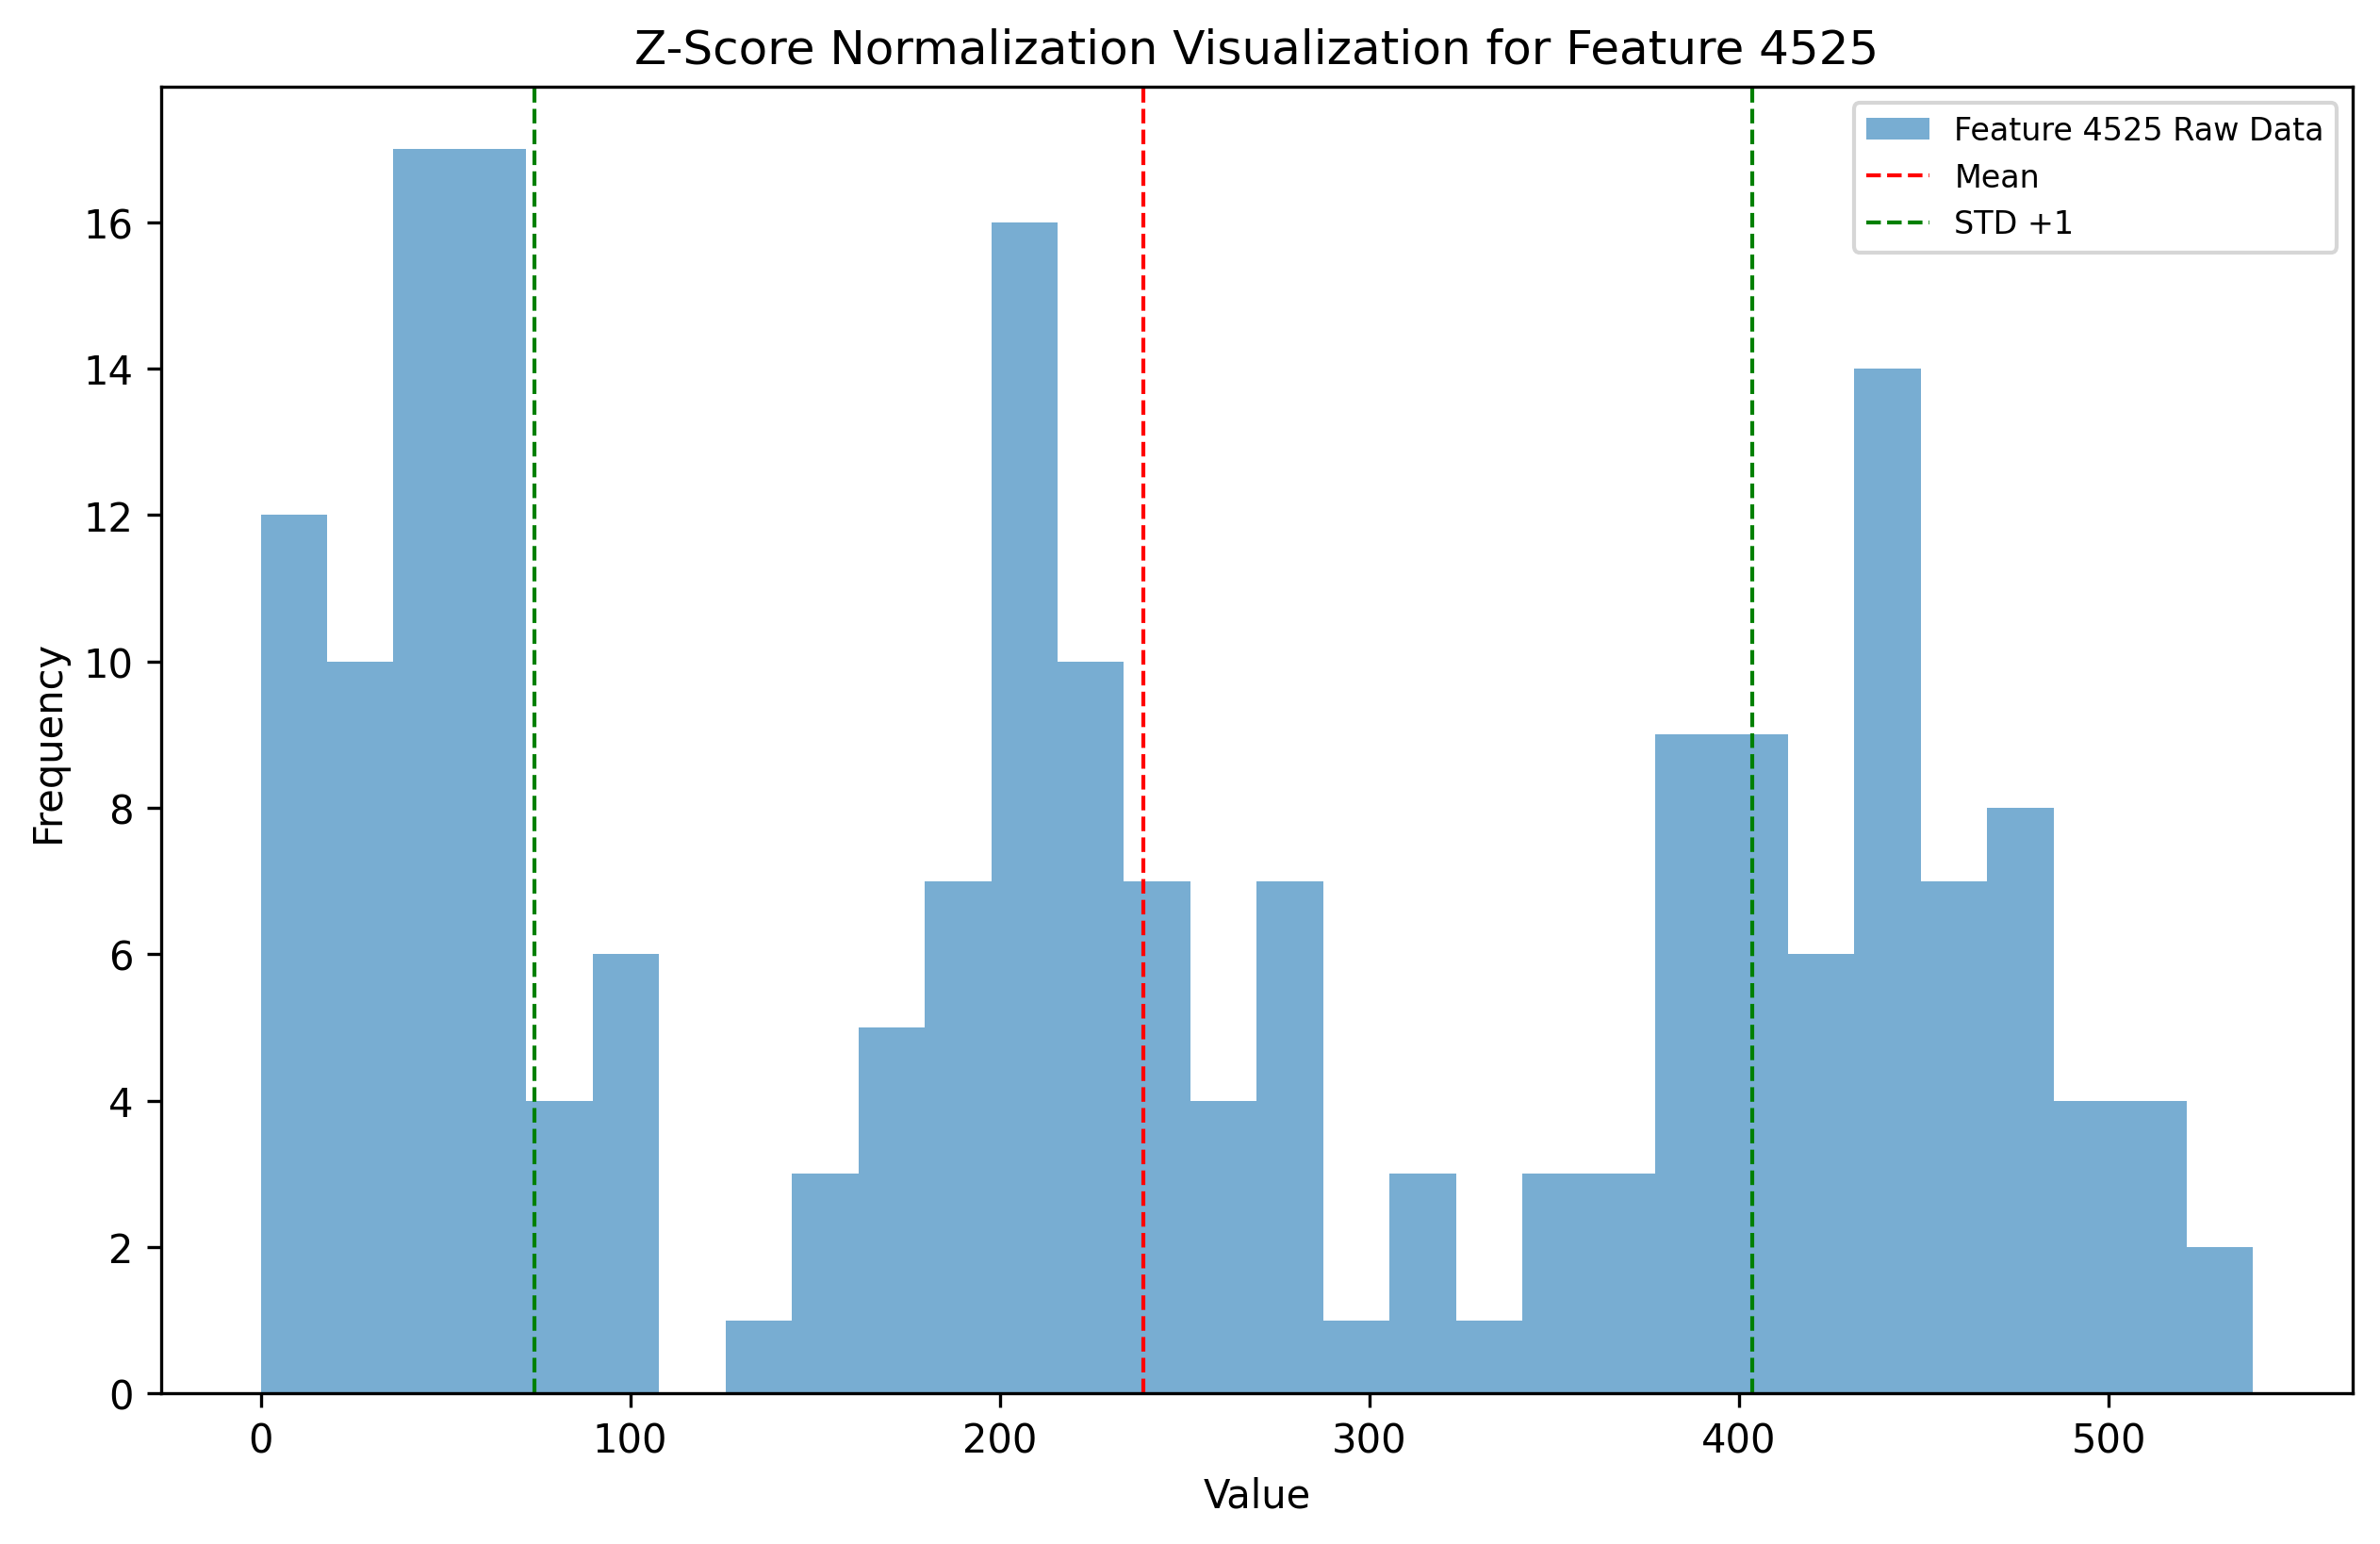 Z-Score Normalization Visualization for Feature 4525
Feature 4525 Raw Data
Mean
STD +1
Frequency
16
14
12
10
8
6
4
2
0
0 100 200 300 400 500
Value